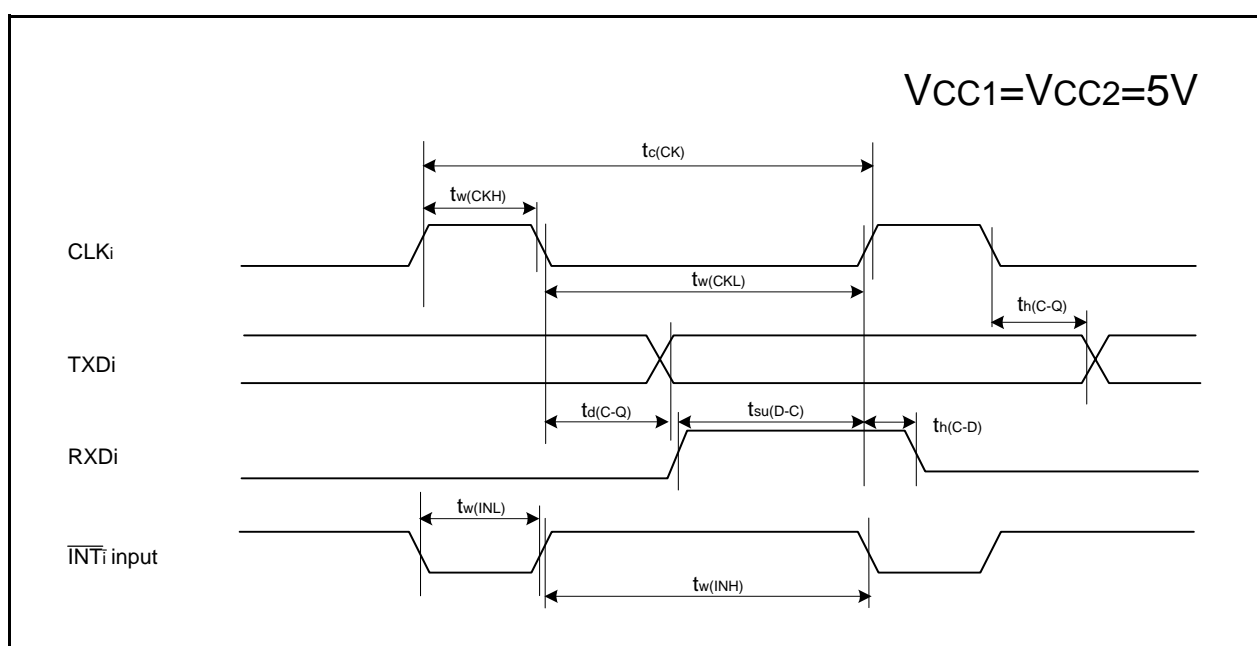 VCC1=VCC2=5V
tc(CK)
tw(CKH)
CLKi
tw(CKL)
th(C-Q)
TXDi
td(C-Q)
tsu(D-C)
th(C-D)
RXDi
tw(INL)
INTi input
tw(INH)